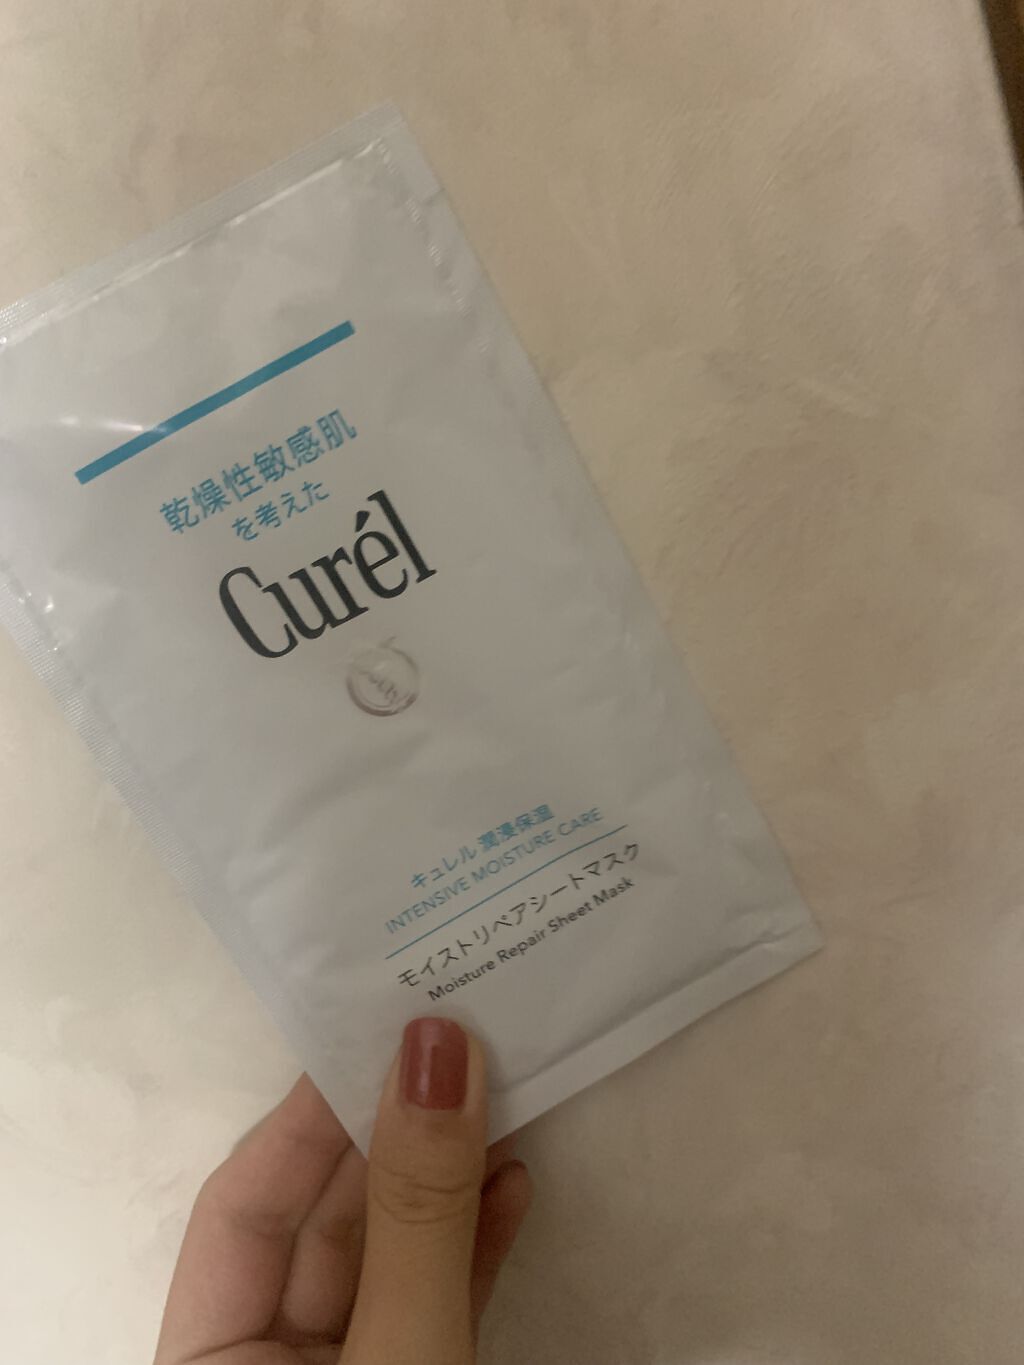 乾燥性敏感肌
を考えた
Curél
キュレル 潤浸保湿
INTENSIVE MOISTURE CARE
モイストリペアシートマスク
Moisture Repair Sheet Mask